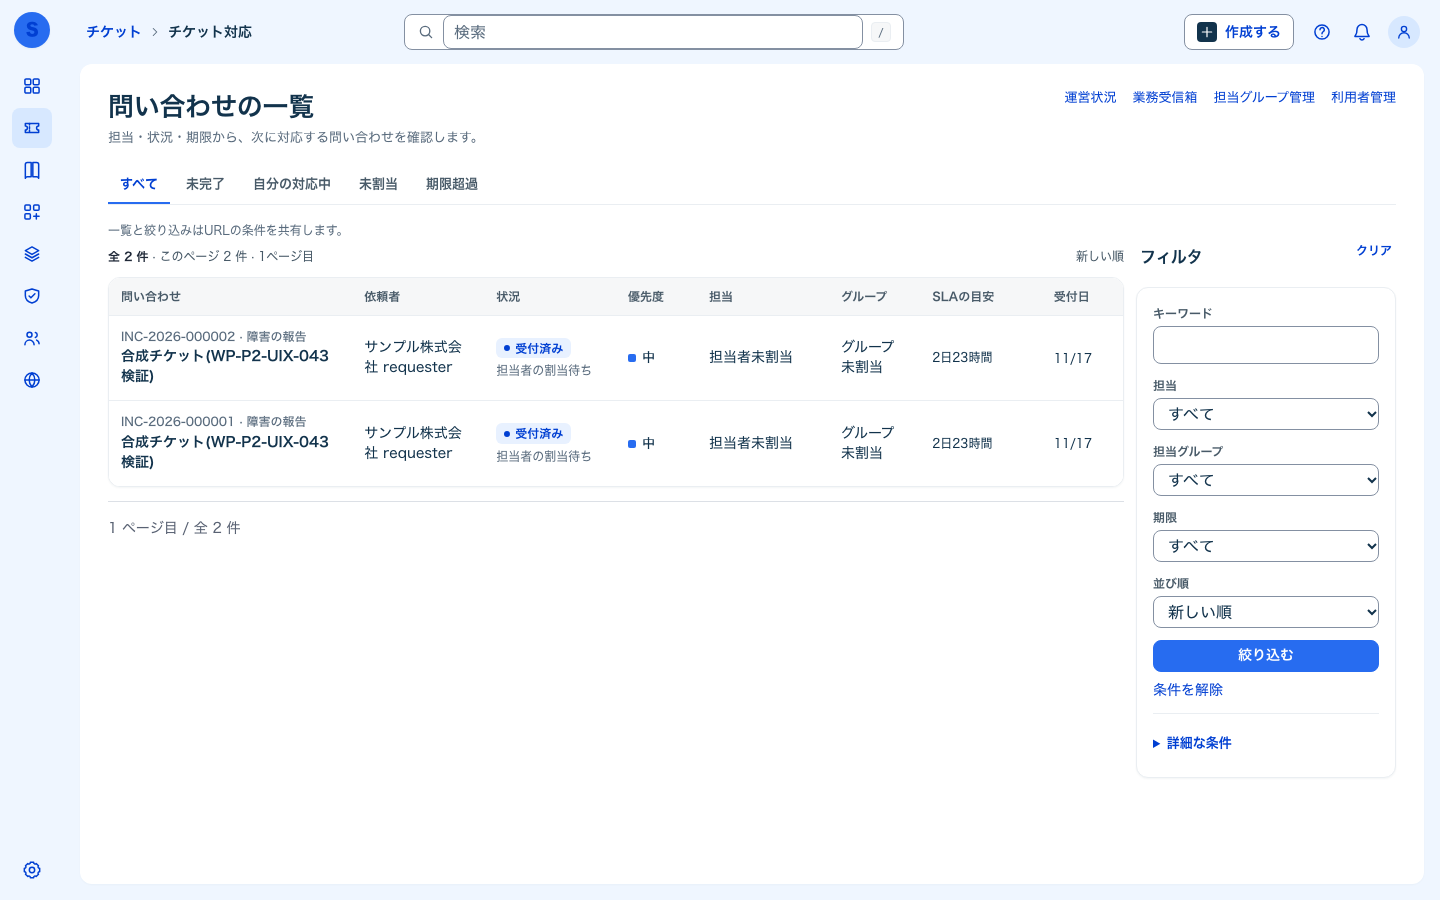 S
チケット
チケット対応
検索
/
作成する
問い合わせの一覧
担当・状況・期限から、次に対応する問い合わせを確認します。
運営状況 業務受信箱 担当グループ管理 利用者管理
すべて 未完了 自分の対応中 未割当 期限超過
一覧と絞り込みはURLの条件を共有します。
全 2 件 · このページ 2 件 · 1ページ目
新しい順
問い合わせ 依頼者 状況 優先度 担当 グループ SLAの目安 受付日
INC-2026-000002 · 障害の報告
合成チケット(WP-P2-UIX-043
検証)
サンプル株式会
社 requester
受付済み
担当者の割当待ち
中
担当者未割当
グループ
未割当
2日23時間
11/17
INC-2026-000001 · 障害の報告
合成チケット(WP-P2-UIX-043
検証)
サンプル株式会
社 requester
受付済み
担当者の割当待ち
中
担当者未割当
グループ
未割当
2日23時間
11/17
1 ページ目 / 全 2 件
フィルタ
クリア
キーワード
担当
すべて
担当グループ
すべて
期限
すべて
並び順
新しい順
絞り込む
条件を解除
詳細な条件